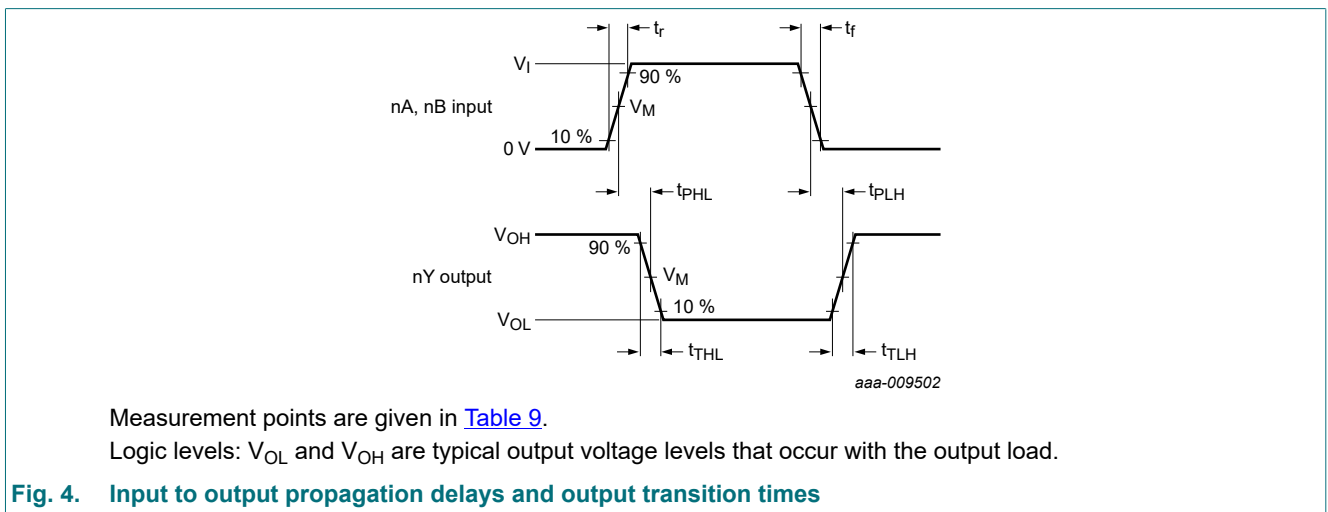 tr tf
VI
90 %
nA, nB input VM
10 %
0 V
tPHL tPLH
VOH
90 %
nY output VM
10 %
VOL
tTHL tTLH
aaa-009502
Measurement points are given in Table 9.
Logic levels: VOL and VOH are typical output voltage levels that occur with the output load.
Fig. 4. Input to output propagation delays and output transition times